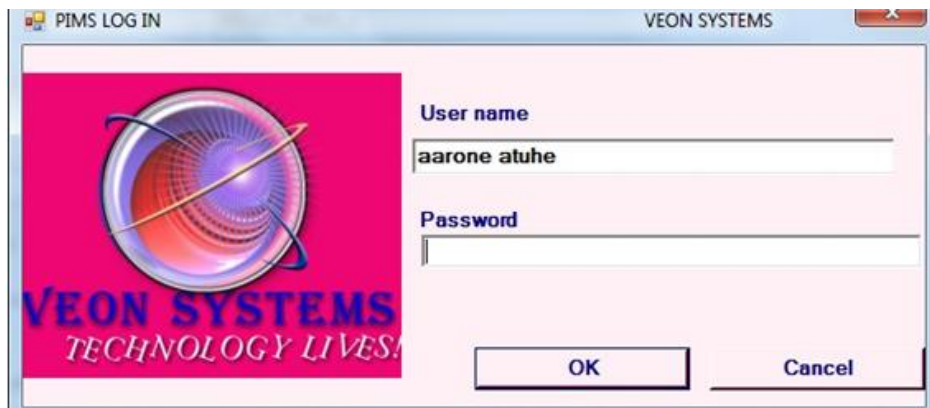 PIMS LOG IN VEON SYSTEMS
User name
aarone atuhe
Password
VEON SYSTEMS
TECHNOLOGY LIVES!
OK Cancel